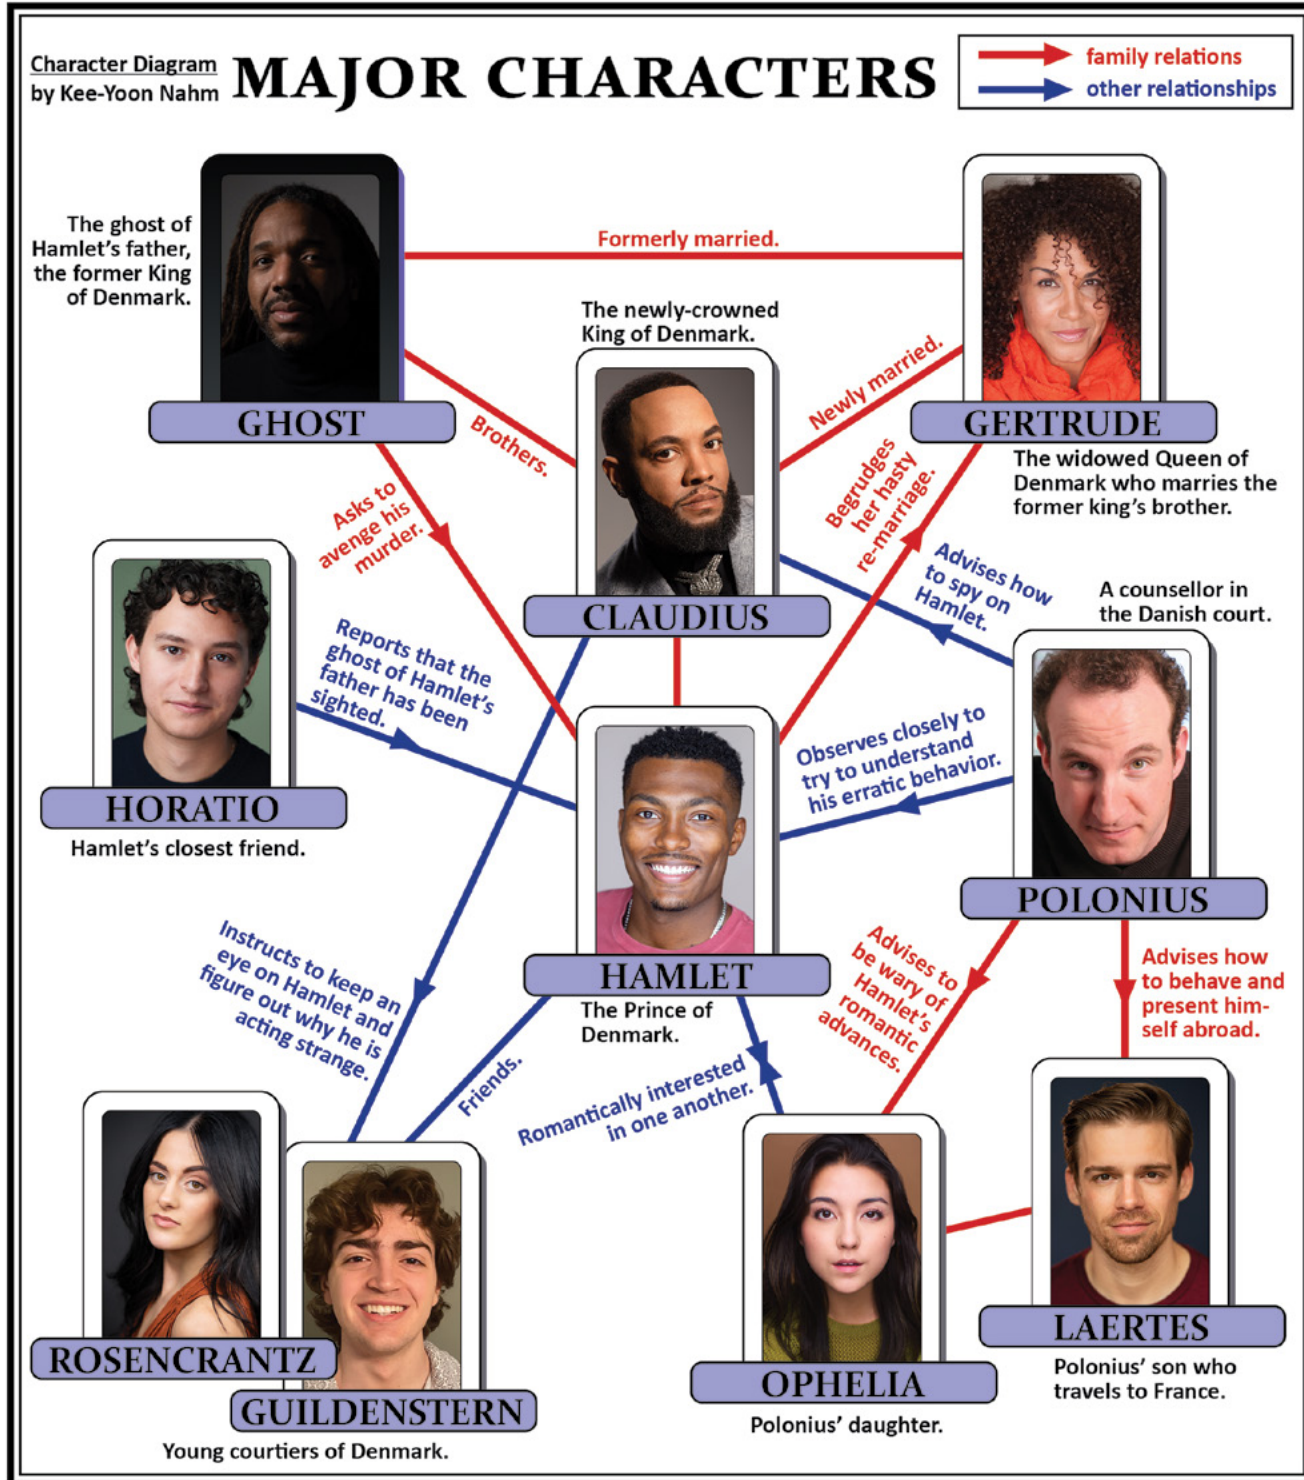 Character Diagram
by Kee-Yoon Nahm
MAJOR CHARACTERS
family relations
other relationships
The ghost of
Hamlet's father,
the former King
of Denmark.
GHOST
Formerly married.
The newly-crowned
King of Denmark.
Brothers.
Newly married.
GERTRUDE
The widowed Queen of
Denmark who marries the
former king's brother.
Asks to
avenge his
murder.
CLAUDIUS
Begrudges
her hasty
re-marriage.
Advises how
to spy on
Hamlet.
A counsellor in
the Danish court.
Reports that the
ghost of Hamlet's
father has been
sighted.
HORATIO
Hamlet's closest friend.
Observes closely to
try to understand
his erratic behavior.
POLONIUS
HAMLET
The Prince of
Denmark.
Instructs to keep an
eye on Hamlet and
figure out why he is
acting strange.
Friends.
Romantically interested
in one another.
Advises to
be wary of
Hamlet's
romantic
advances.
Advises how
to behave and
present him-
self abroad.
ROSENCRANTZ
GUILDENSTERN
Young courtiers of Denmark.
OPHELIA
Polonius' daughter.
LAERTES
Polonius' son who
travels to France.